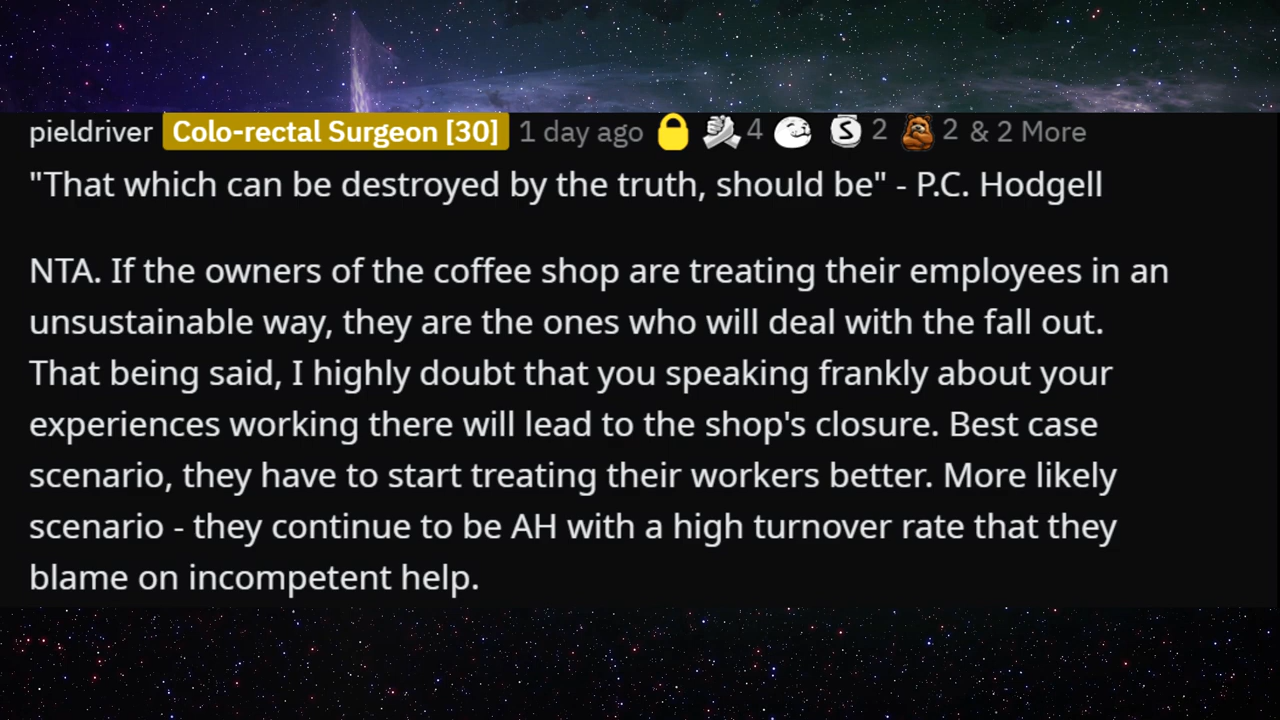 pieldriver Colo-rectal Surgeon [30] 1 day ago 4 S 2 2 & 2 More
"That which can be destroyed by the truth, should be" - P.C. Hodgell
NTA. If the owners of the coffee shop are treating their employees in an
unsustainable way, they are the ones who will deal with the fall out.
That being said, I highly doubt that you speaking frankly about your
experiences working there will lead to the shop's closure. Best case
scenario, they have to start treating their workers better. More likely
scenario - they continue to be AH with a high turnover rate that they
blame on incompetent help.